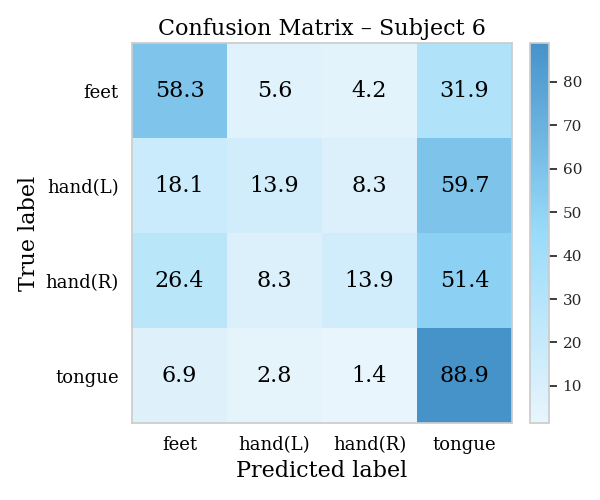 Confusion Matrix – Subject 6
feet 58.3 5.6 4.2 31.9
hand(L) 18.1 13.9 8.3 59.7
hand(R) 26.4 8.3 13.9 51.4
tongue 6.9 2.8 1.4 88.9
feet hand(L) hand(R) tongue
Predicted label
True label
80
70
60
50
40
30
20
10